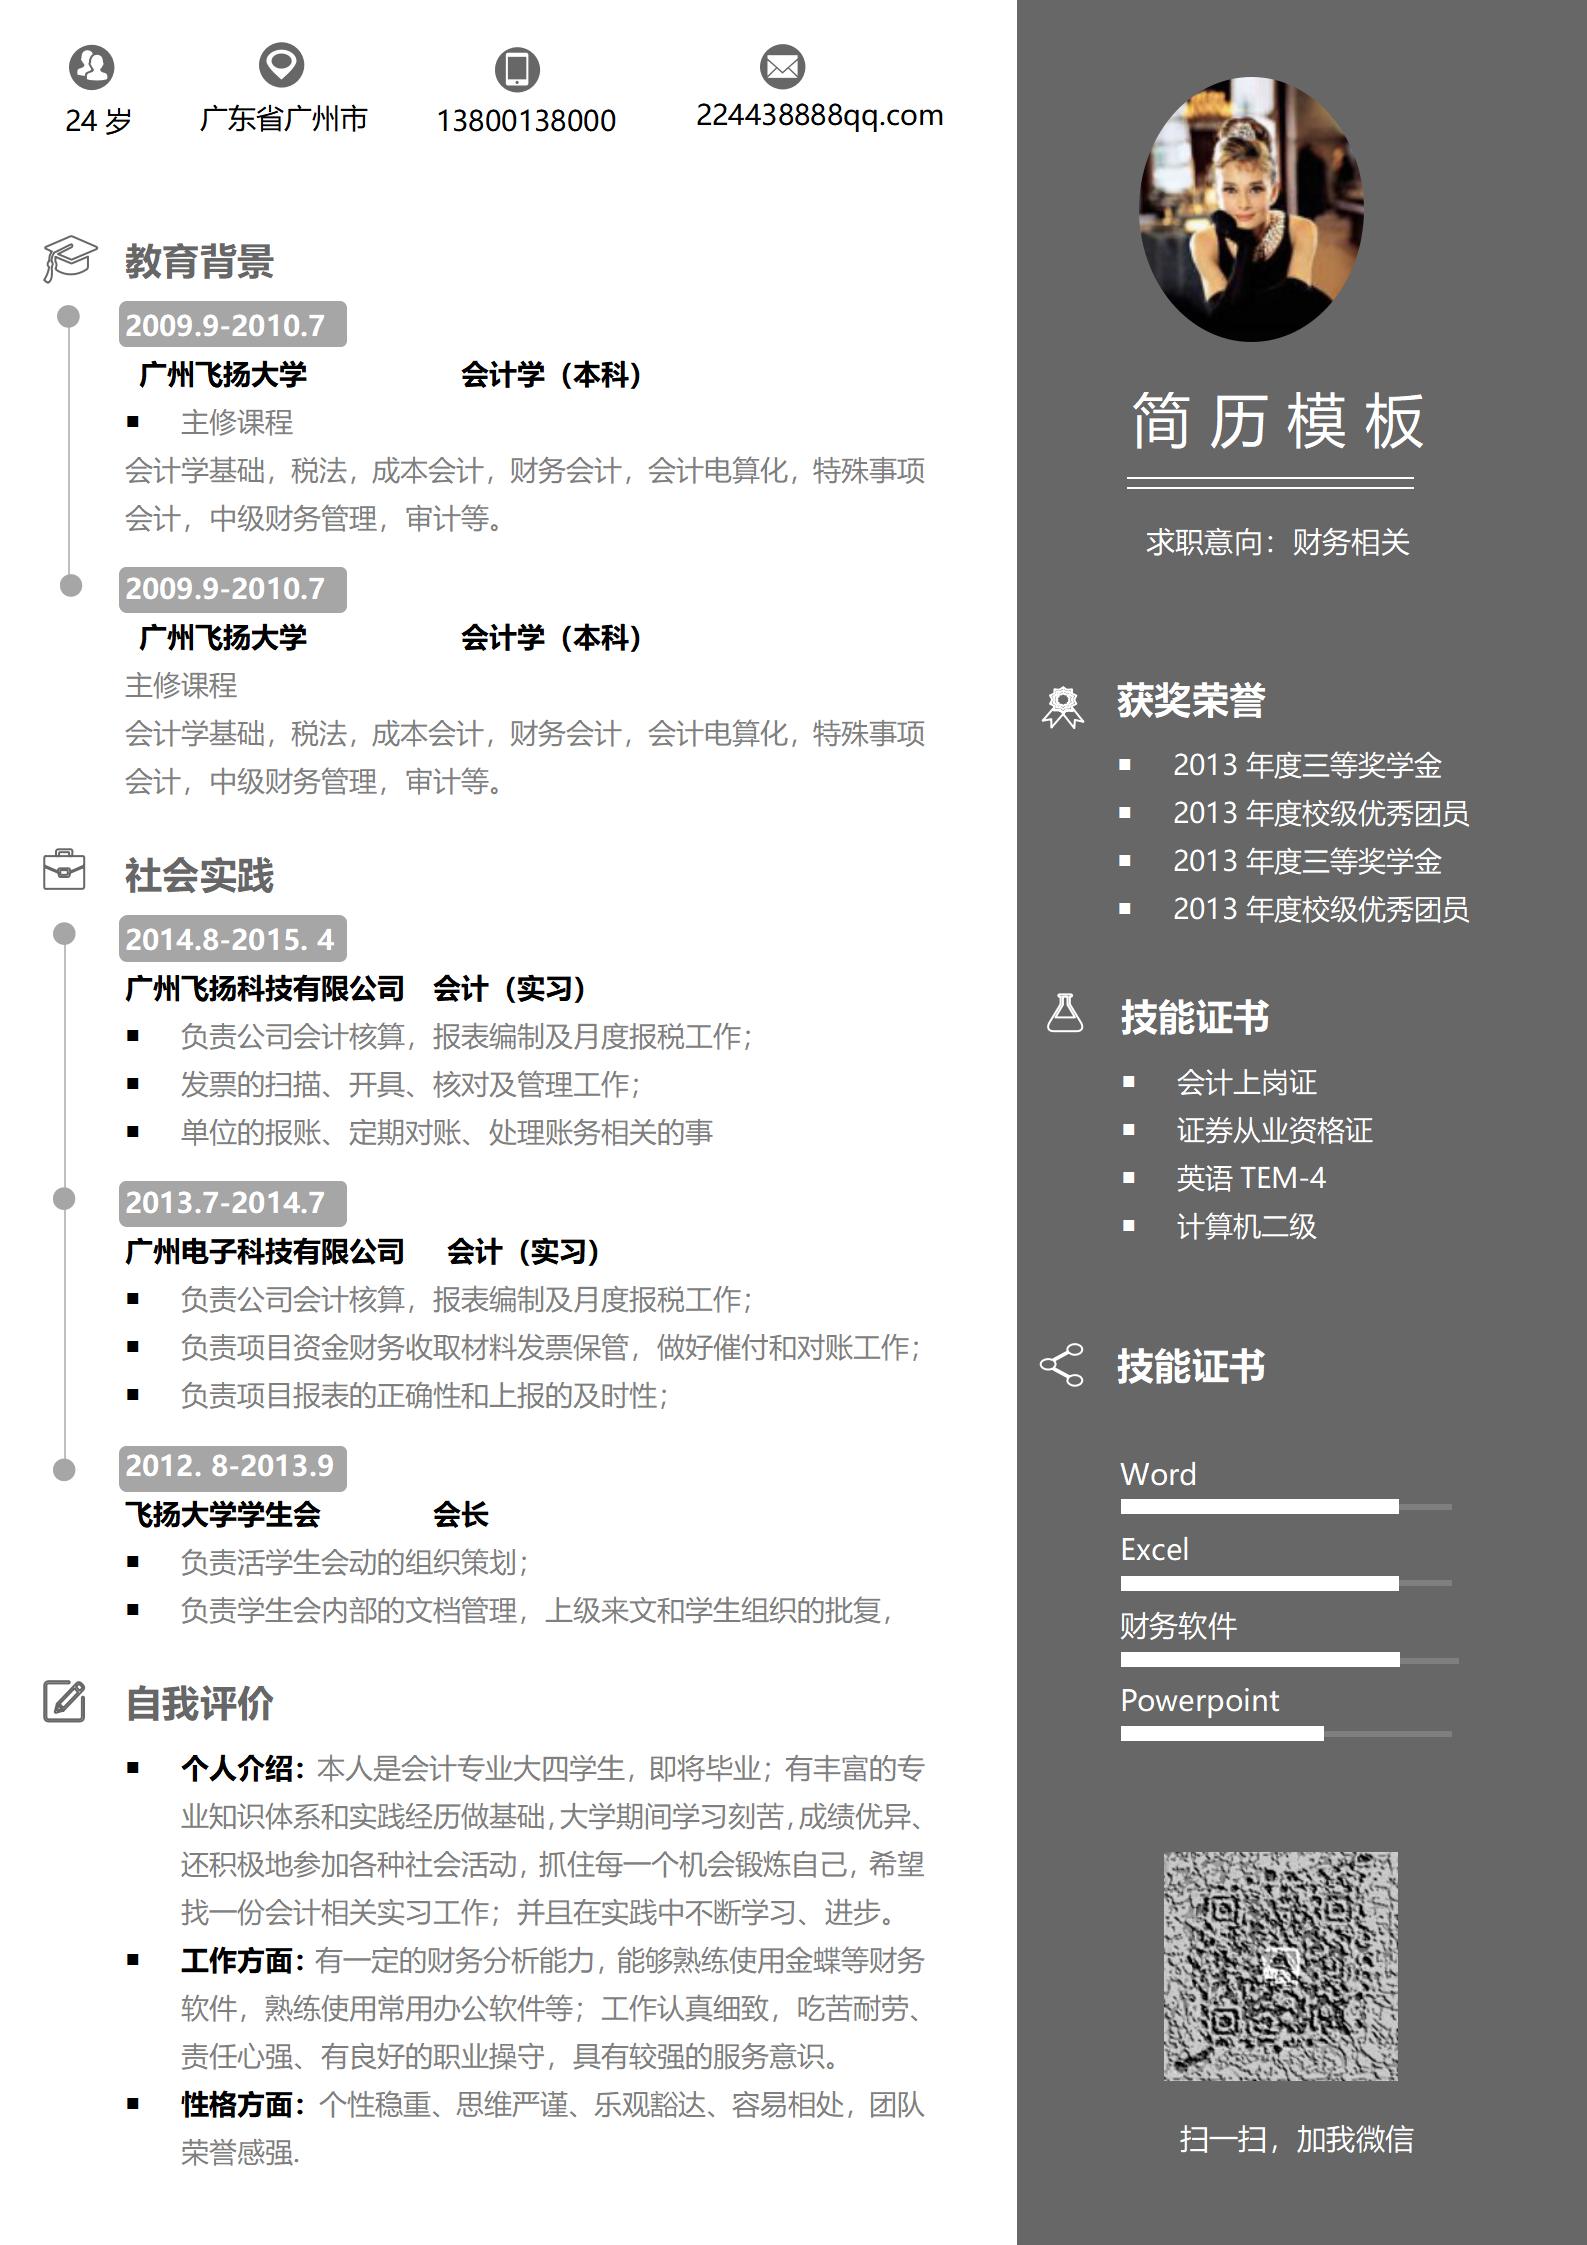 24 岁
广东省广州市
13800138000
224438888qq.com
教育背景
2009.9-2010.7
广州飞扬大学 会计学（本科）
■ 主修课程
会计学基础，税法，成本会计，财务会计，会计电算化，特殊事项
会计，中级财务管理，审计等。
2009.9-2010.7
广州飞扬大学 会计学（本科）
主修课程
会计学基础，税法，成本会计，财务会计，会计电算化，特殊事项
会计，中级财务管理，审计等。
社会实践
2014.8-2015. 4
广州飞扬科技有限公司 会计（实习）
■ 负责公司会计核算，报表编制及月度报税工作；
■ 发票的扫描、开具、核对及管理工作；
■ 单位的报账、定期对账、处理账务相关的事
2013.7-2014.7
广州电子科技有限公司 会计（实习）
■ 负责公司会计核算，报表编制及月度报税工作；
■ 负责项目资金财务收取材料发票保管，做好催付和对账工作；
■ 负责项目报表的正确性和上报的及时性；
2012. 8-2013.9
飞扬大学学生会 会长
■ 负责活学生会动的组织策划；
■ 负责学生会内部的文档管理，上级来文和学生组织的批复，
自我评价
■ 个人介绍：本人是会计专业大四学生，即将毕业；有丰富的专
业知识体系和实践经历做基础，大学期间学习刻苦，成绩优异、
还积极地参加各种社会活动，抓住每一个机会锻炼自己，希望
找一份会计相关实习工作；并且在实践中不断学习、进步。
■ 工作方面：有一定的财务分析能力，能够熟练使用金蝶等财务
软件，熟练使用常用办公软件等；工作认真细致，吃苦耐劳、
责任心强、有良好的职业操守，具有较强的服务意识。
■ 性格方面：个性稳重、思维严谨、乐观豁达、容易相处，团队
荣誉感强.
简历模板
求职意向：财务相关
获奖荣誉
■ 2013 年度三等奖学金
■ 2013 年度校级优秀团员
■ 2013 年度三等奖学金
■ 2013 年度校级优秀团员
技能证书
■ 会计上岗证
■ 证券从业资格证
■ 英语 TEM-4
■ 计算机二级
技能证书
Word
Excel
财务软件
Powerpoint
扫一扫，加我微信